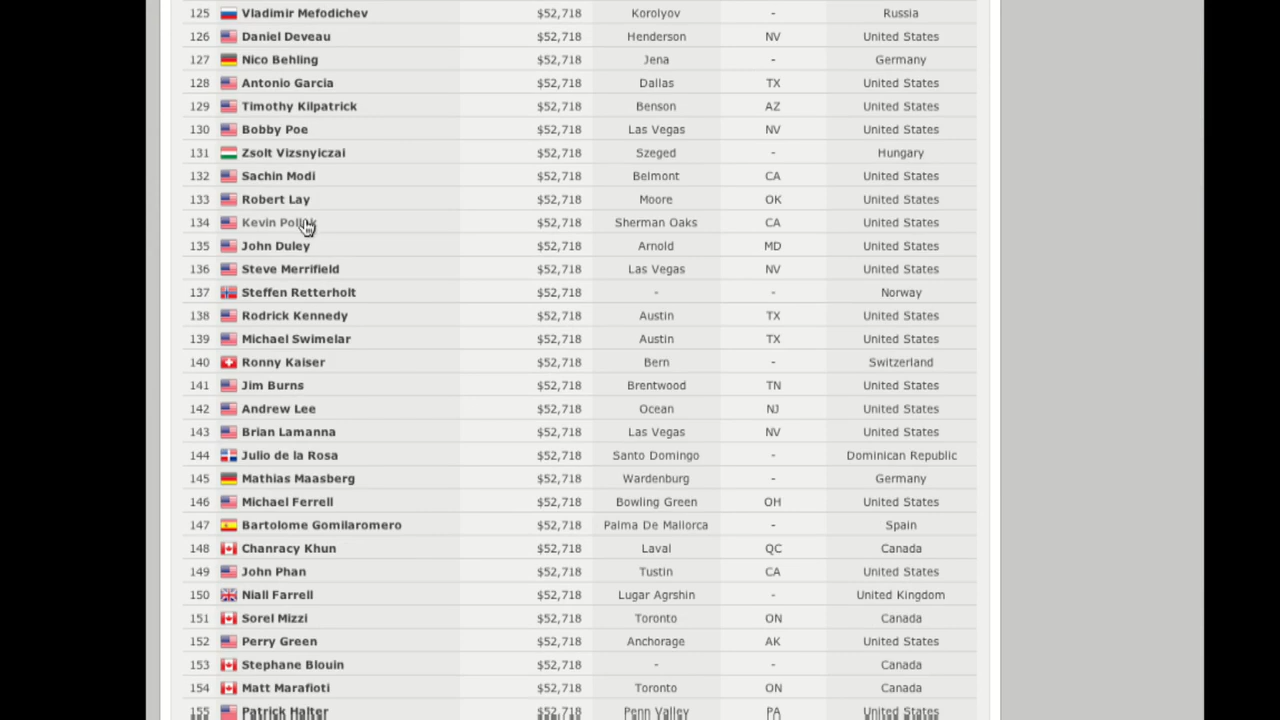 125 Vladimir Mefodichev $52,718 Korolyov - Russia
126 Daniel Deveau $52,718 Henderson NV United States
127 Nico Behling $52,718 Jena - Germany
128 Antonio Garcia $52,718 Dallas TX United States
129 Timothy Kilpatrick $52,718 Benson AZ United States
130 Bobby Poe $52,718 Las Vegas NV United States
131 Zsolt Vizsnyiczai $52,718 Szeged - Hungary
132 Sachin Modi $52,718 Belmont CA United States
133 Robert Lay $52,718 Moore OK United States
134 Kevin $52,718 Sherman Oaks CA United States
135 John Duley $52,718 Arnold MD United States
136 Steve Merrifield $52,718 Las Vegas NV United States
137 Steffen Retterholt $52,718 - - Norway
138 Rodrick Kennedy $52,718 Austin TX United States
139 Michael Swimelar $52,718 Austin TX United States
140 Ronny Kaiser $52,718 Bern - Switzerland
141 Jim Burns $52,718 Brentwood TN United States
142 Andrew Lee $52,718 Ocean NJ United States
143 Brian Lamanna $52,718 Las Vegas NV United States
144 Julio de la Rosa $52,718 Santo Domingo - Dominican Republic
145 Mathias Maasberg $52,718 Wardenburg - Germany
146 Michael Ferrell $52,718 Bowling Green OH United States
147 Bartolome Gomilaromero $52,718 Palma De Mallorca - Spain
148 Chanracy Khun $52,718 Laval QC Canada
149 John Phan $52,718 Tustin CA United States
150 Niall Farrell $52,718 Lugar Agrshin - United Kingdom
151 Sorel Mizzi $52,718 Toronto ON Canada
152 Perry Green $52,718 Anchorage AK United States
153 Stephane Blouin $52,718 - - Canada
154 Matt Marafioti $52,718 Toronto ON Canada
155 Patrick Halter $52,718 Penn Valley PA United States